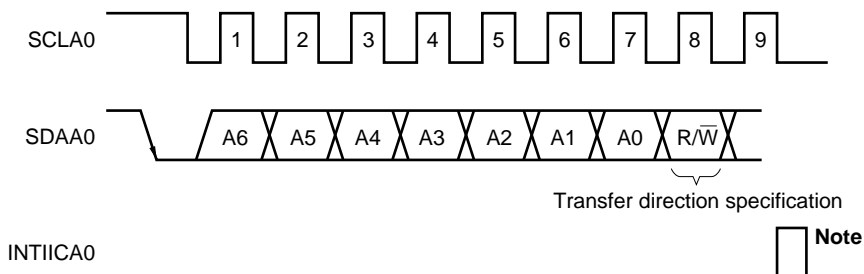 SCLA0 1 2 3 4 5 6 7 8 9
SDAA0 A6 A5 A4 A3 A2 A1 A0 R/W̅
Transfer direction specification
Note
INTIICA0